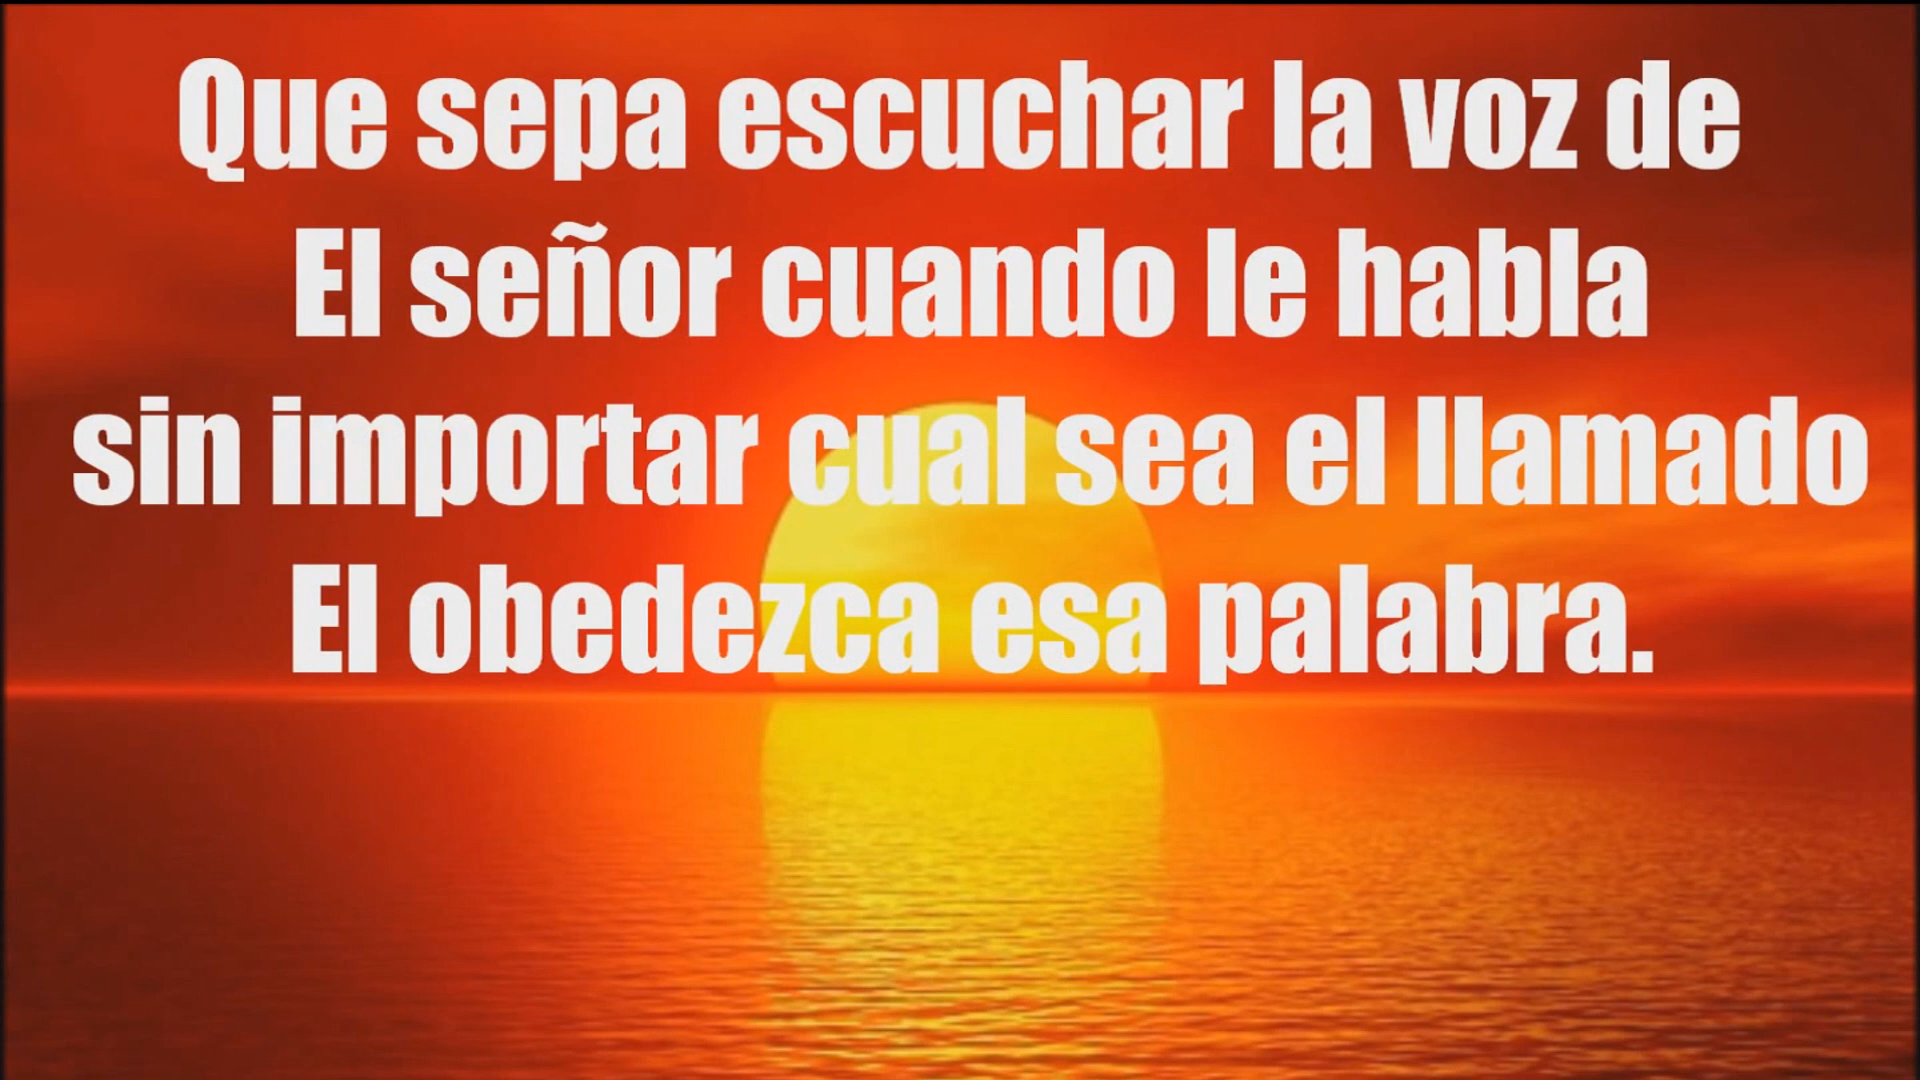 Que sepa escuchar la voz de
El señor cuando le habla
sin importar cual sea el llamado
El obedezca esa palabra.